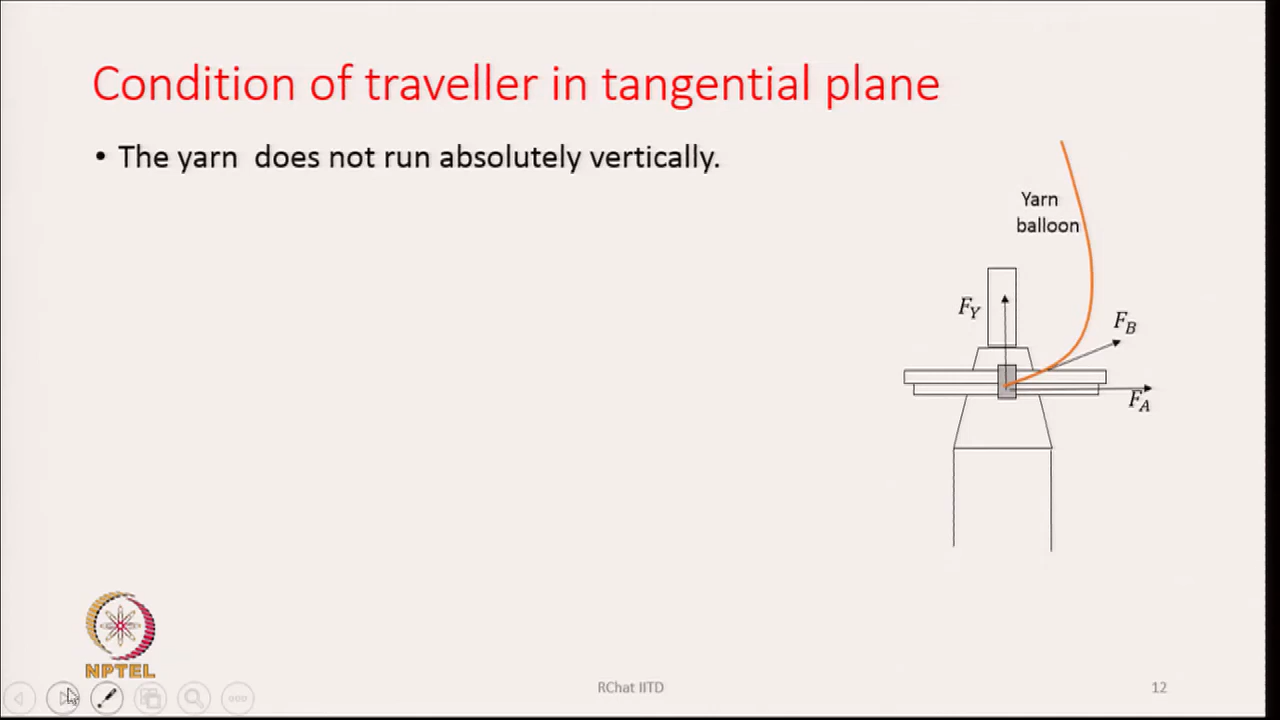 Condition of traveller in tangential plane
• The yarn does not run absolutely vertically.
Yarn
balloon
F_Y
F_B
F_A
NPTEL
RChat IITD
12